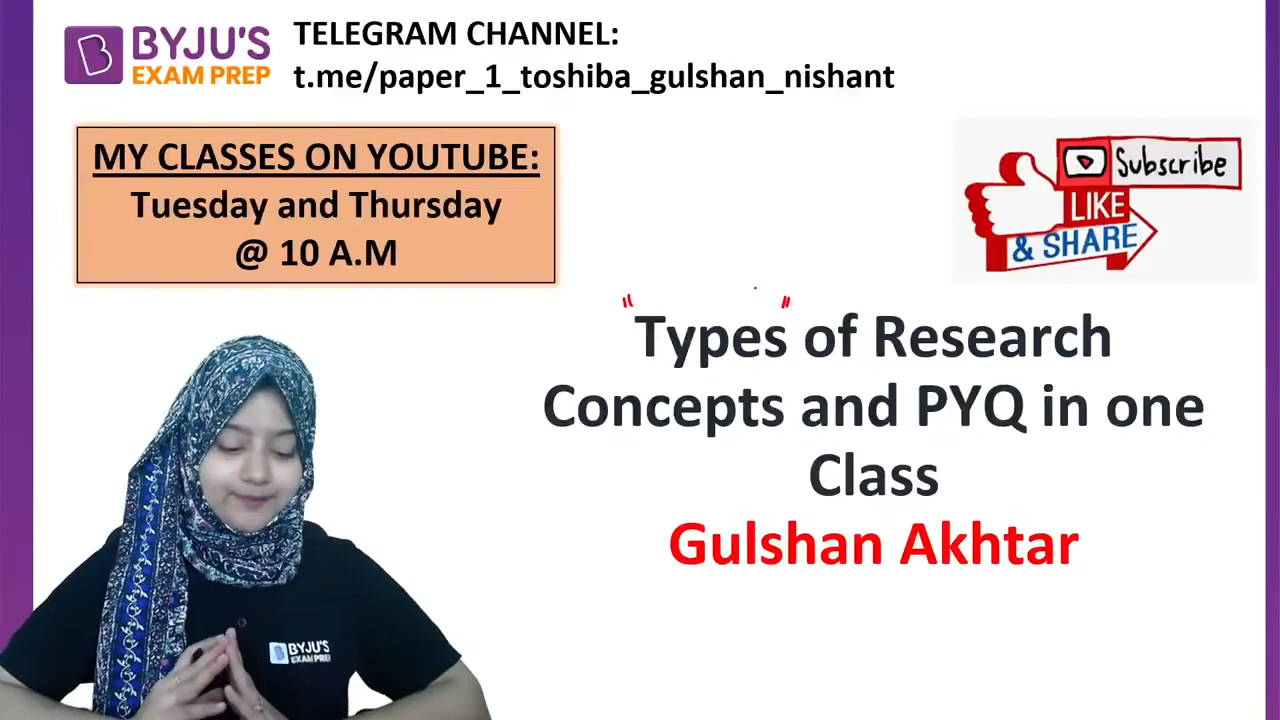 BYJU'S
EXAM PREP
TELEGRAM CHANNEL:
t.me/paper_1_toshiba_gulshan_nishant
MY CLASSES ON YOUTUBE:
Tuesday and Thursday
@ 10 A.M
Subscribe
LIKE
& SHARE
"Types" of Research
Concepts and PYQ in one
Class
Gulshan Akhtar
BYJU'S
EXAM PREP